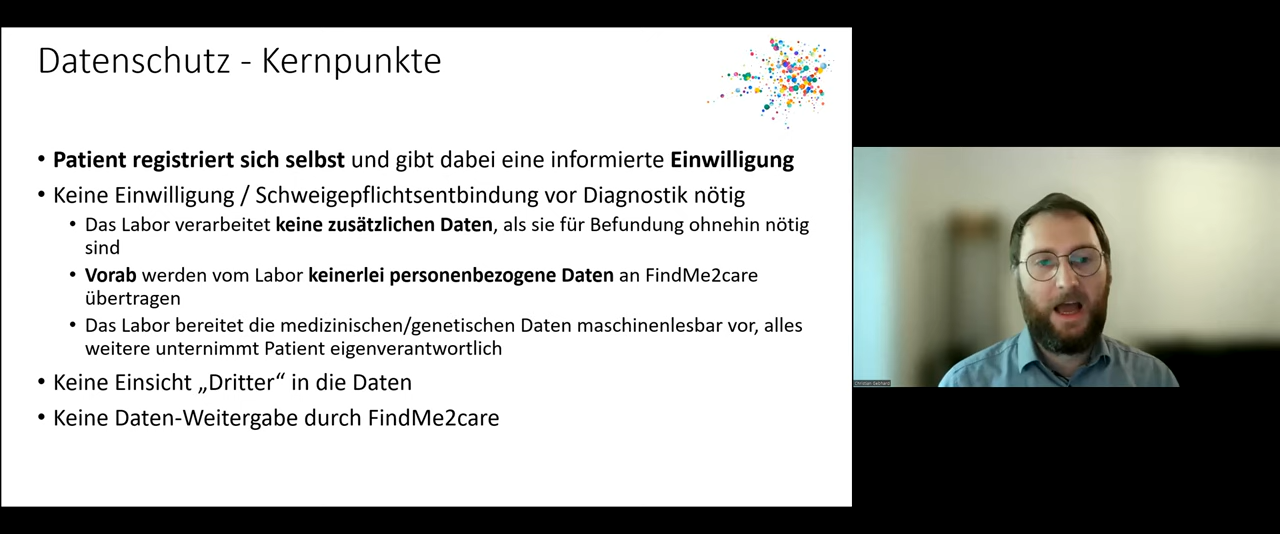 Datenschutz - Kernpunkte
• Patient registriert sich selbst und gibt dabei eine informierte Einwilligung
• Keine Einwilligung / Schweigepflichtsentbindung vor Diagnostik nötig
• Das Labor verarbeitet keine zusätzlichen Daten, als sie für Befundung ohnehin nötig
sind
• Vorab werden vom Labor keinerlei personenbezogene Daten an FindMe2care
übertragen
• Das Labor bereitet die medizinischen/genetischen Daten maschinenlesbar vor, alles
weitere unternimmt Patient eigenverantwortlich
• Keine Einsicht „Dritter“ in die Daten
• Keine Daten-Weitergabe durch FindMe2care